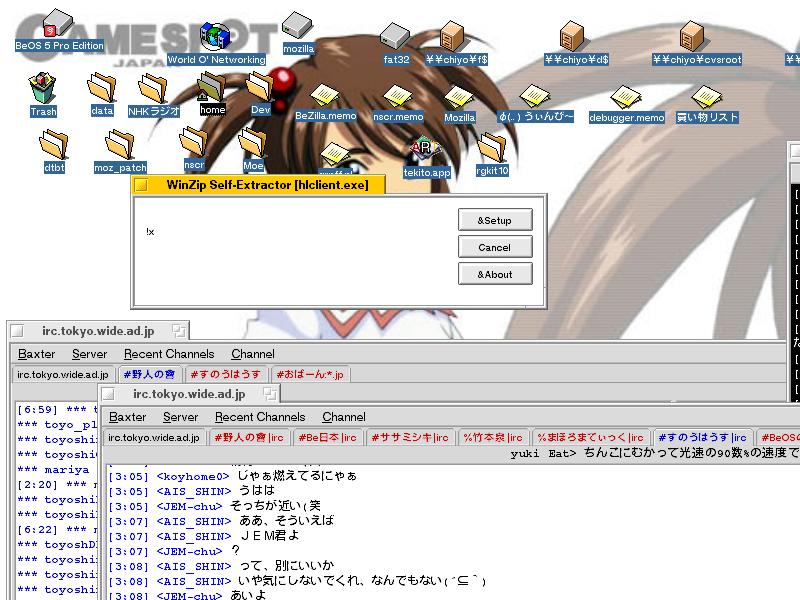 GAMESPOT
JAPAN
BeOS 5 Pro Edition
World O' Networking
mozilla
fat32
¥¥chiyo¥f$
¥¥chiyo¥d$
¥¥chiyo¥cvsroot
¥¥
Trash
data
NHKラジオ
home
Dev
BeZilla.memo
nscr.memo
Mozilla
φ(..)うぃんぴ〜
debugger.memo
買い物リスト
dtbt
moz_patch
nscr
Moe
tekito.app
rgkit10
WinZip Self-Extractor [hlclient.exe]
!x
&Setup
Cancel
&About
irc.tokyo.wide.ad.jp
Baxter Server Recent Channels Channel
irc.tokyo.wide.ad.jp #野人の會 #すのうはうす #おばーん:*.jp
[6:59] *** t
*** toyo_pl
*** toyoshi
*** toyoshi
*** mariya
[2:20] ***
*** toyoshi
*** toyoshi
[6:22] ***
*** toyoshD
*** toyoshi
*** toyoshi
*** toyoshi
irc.tokyo.wide.ad.jp
Baxter Server Recent Channels Channel
irc.tokyo.wide.ad.jp #野人の會|irc #Be日本|irc #ササミシキ|irc %竹本泉|irc %まほろまてぃっく|irc #すのうはうす|irc #BeOSの
yuki Eat> ちんこにむかって光速の90数%の速度で
[3:05] <koyhome0> じゃぁ燃えてるにゃぁ
[3:05] <AIS_SHIN> うはは
[3:05] <JEM-chu> そっちが近い(笑
[3:07] <AIS_SHIN> ああ、そういえば
[3:07] <AIS_SHIN> ＪＥＭ君よ
[3:07] <JEM-chu> ？
[3:08] <AIS_SHIN> って、別にいいか
[3:08] <AIS_SHIN> いや気にしないでくれ、なんでもない(´⊆｀)
[3:08] <JEM-chu> あいよ